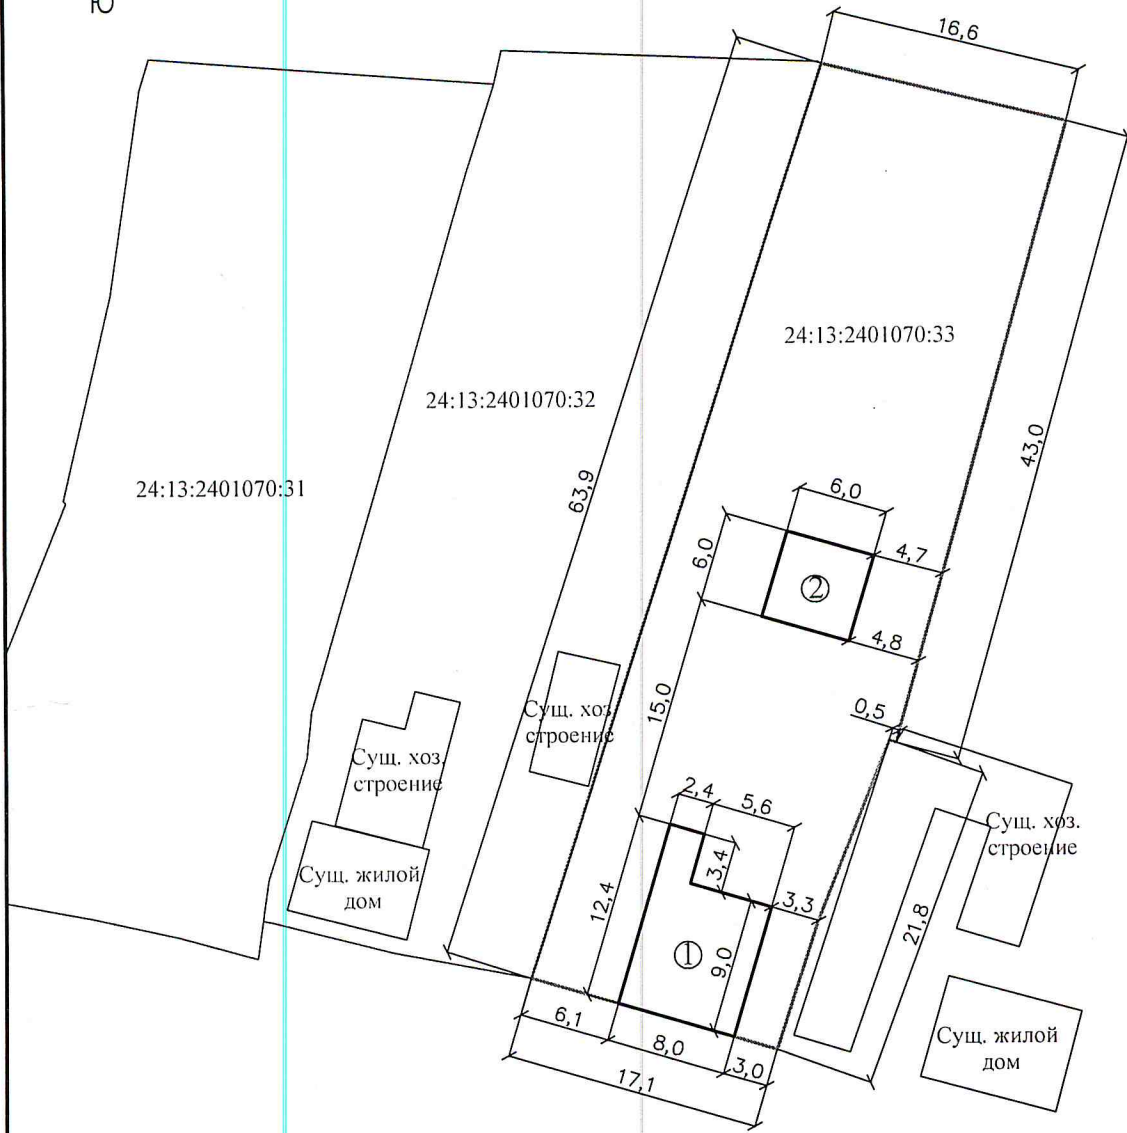 Ю
16,6
24:13:2401070:33
24:13:2401070:32
24:13:2401070:31
63,9
43,0
6,0
6,0
4,7
②
4,8
15,0
0,5
Сущ. хоз.
строение
Сущ. хоз.
строение
Сущ. жилой
дом
2,4
5,6
3,4
12,4
3,3
①
9,0
Сущ. хоз.
строение
21,8
Сущ. жилой
дом
6,1
8,0
3,0
17,1